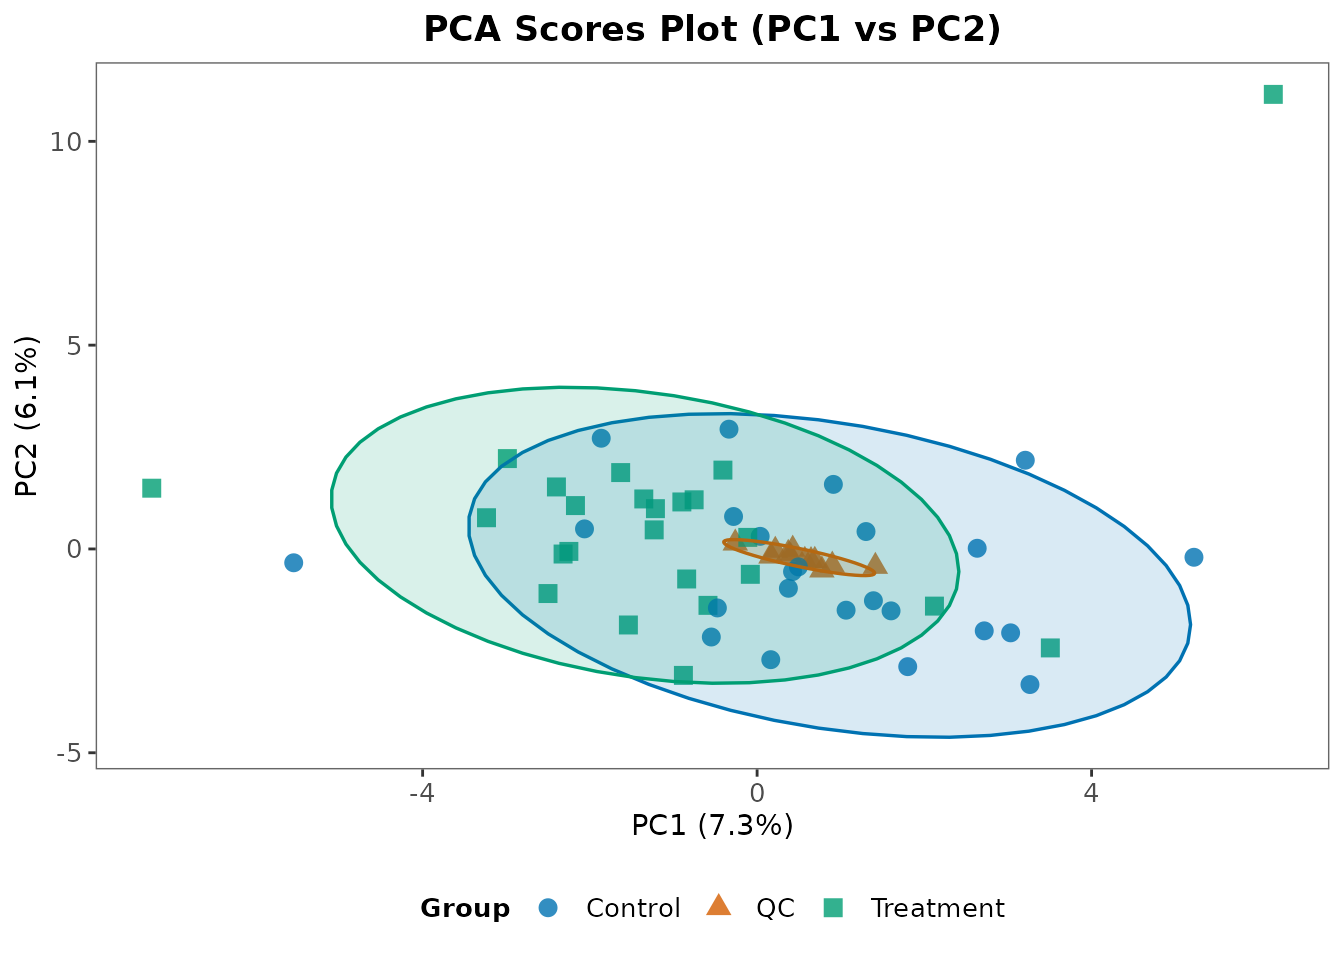 PCA Scores Plot (PC1 vs PC2)
10
5
0
-5
PC2 (6.1%)
-4 0 4
PC1 (7.3%)
Group Control QC Treatment